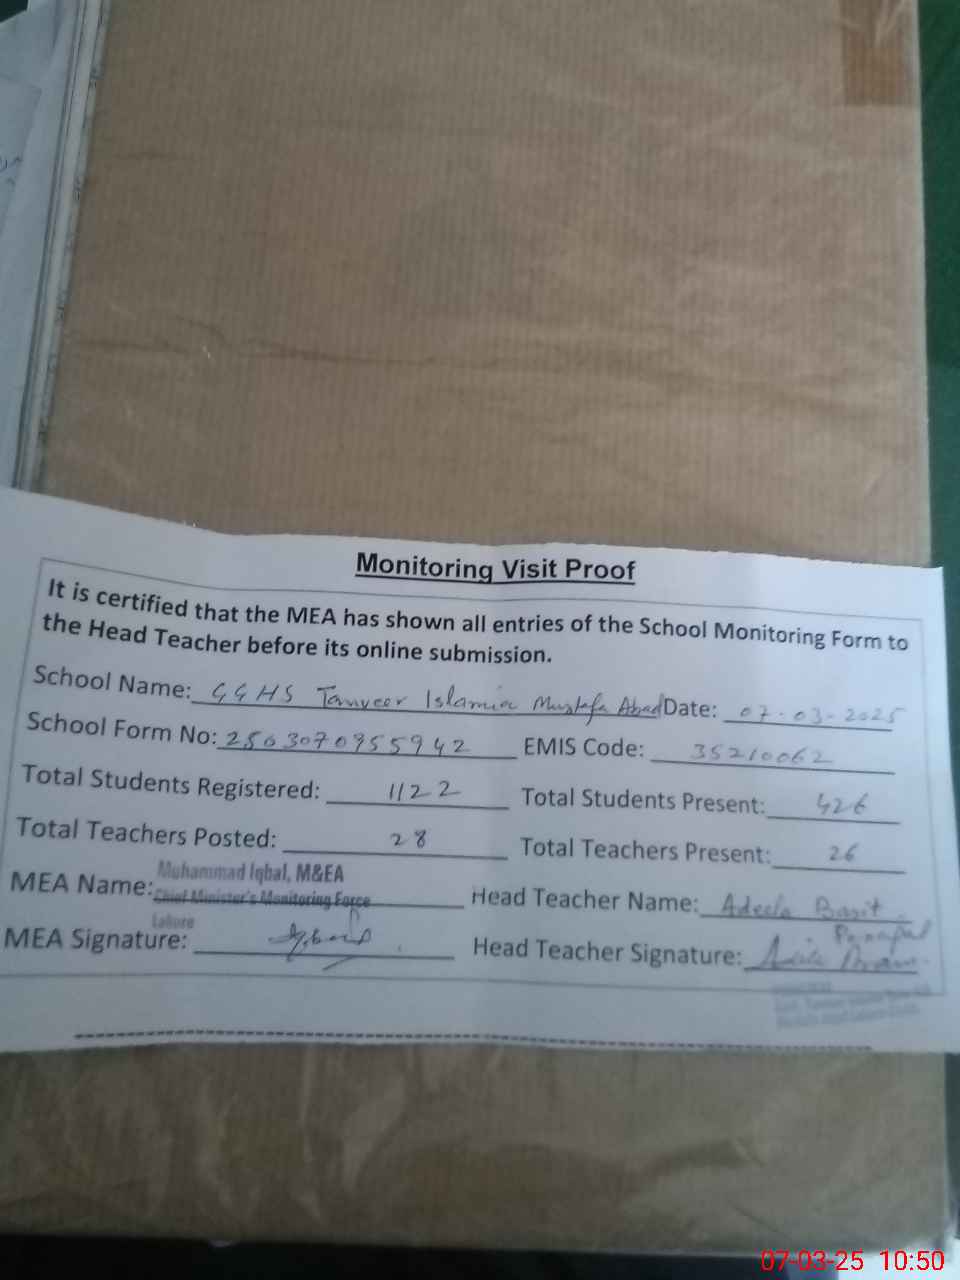 Monitoring Visit Proof
It is certified that the MEA has shown all entries of the School Monitoring Form to
the Head Teacher before its online submission.
School Name: GGHS Tanveer Islamia Mustafa Abad Date: 07-03-2025
School Form No: 2503070955942 EMIS Code: 35210062
Total Students Registered: 1122 Total Students Present: 426
Total Teachers Posted: 28 Total Teachers Present: 26
Muhammad Iqbal, M&EA
MEA Name: Chief Minister's Monitoring Force Head Teacher Name: Adeela Basit
Lahore
MEA Signature: Head Teacher Signature:
07-03-25 10:50